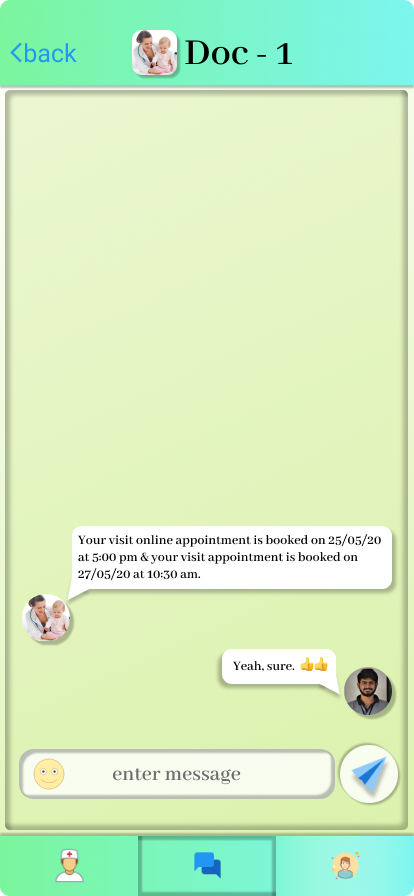 <back
Doc - 1
Your visit online appointment is booked on 25/05/20
at 5:00 pm & your visit appointment is booked on
27/05/20 at 10:30 am.
Yeah, sure. 👍👍
enter message